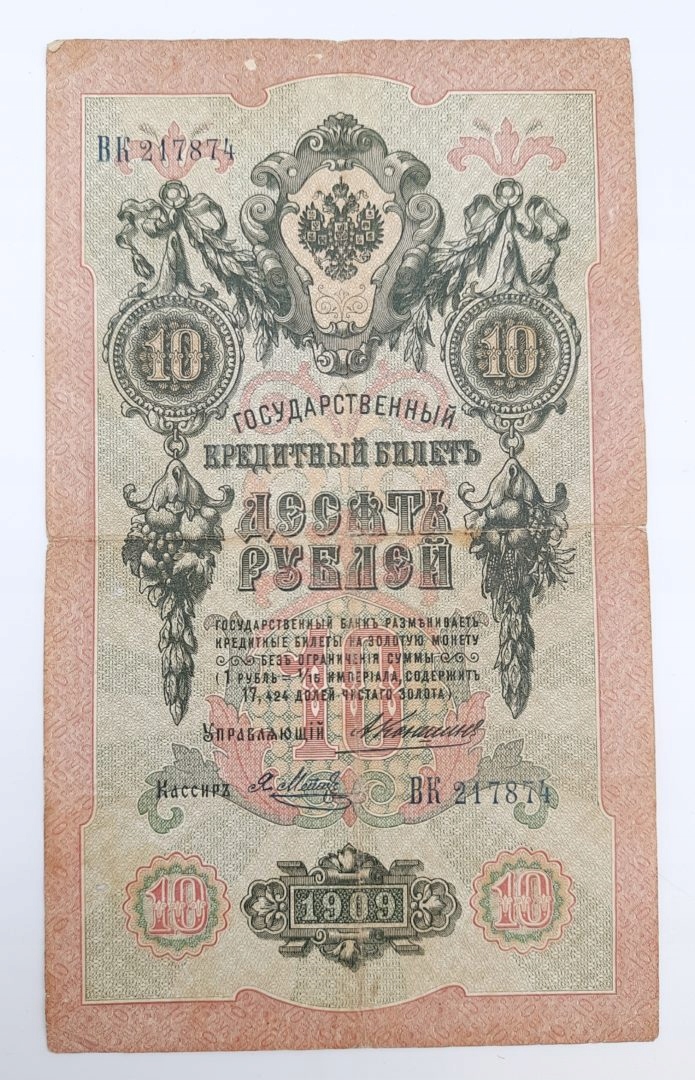 ВК 217874
10 10
ГОСУДАРСТВЕННЫЙ
КРЕДИТНЫЙ БИЛЕТЪ
ДЕСЯТЬ
РУБЛЕЙ
ГОСУДАРСТВЕННЫЙ БАНКЪ РАЗМѢНИВАЕТЪ
КРЕДИТНЫЕ БИЛЕТЫ НА ЗОЛОТУЮ МОНЕТУ
БЕЗЪ ОГРАНИЧЕНІЯ СУММЫ
(1 РУБЛЬ = 1/15 ИМПЕРІАЛА, СОДЕРЖИТЪ
17,424 ДОЛЕЙ ЧИСТАГО ЗОЛОТА)
10
УПРАВЛЯЮЩІЙ
КАССИРЪ
ВК 217874
10 1909 10